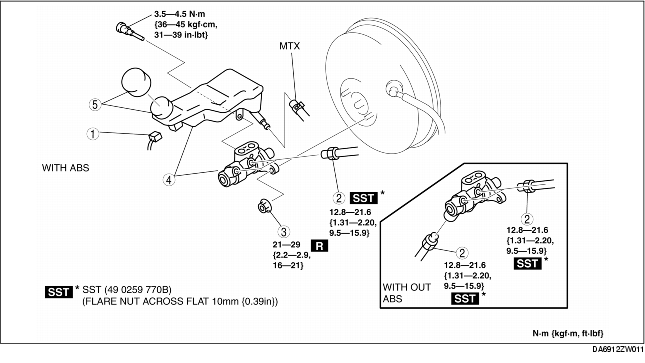 3.5—4.5 N·m
{36—45 kgf·cm,
31—39 in·lbf}
MTX
5
1
WITH ABS
4
2 SST *
12.8—21.6
{1.31—2.20,
9.5—15.9}
3
21—29 R
{2.2—2.9,
16—21}
2
12.8—21.6
{1.31—2.20,
9.5—15.9}
SST *
2
12.8—21.6
{1.31—2.20,
9.5—15.9}
SST *
WITH OUT
ABS
SST * SST (49 0259 770B)
(FLARE NUT ACROSS FLAT 10mm {0.39in})
N·m {kgf·m, ft·lbf}
DA6912ZW011